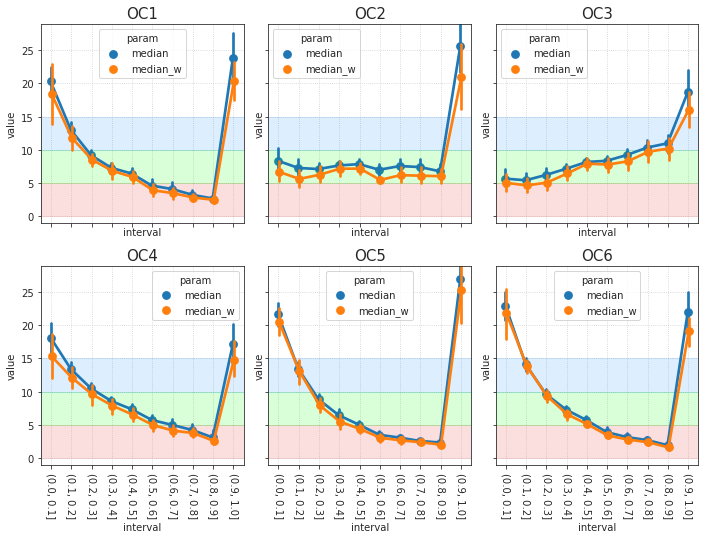 OC1
value
25
20
15
10
5
0
param
median
median_w
interval
OC2
value
param
median
median_w
interval
OC3
value
param
median
median_w
interval
OC4
value
25
20
15
10
5
0
param
median
median_w
(0.0, 0.1]
(0.1, 0.2]
(0.2, 0.3]
(0.3, 0.4]
(0.4, 0.5]
(0.5, 0.6]
(0.6, 0.7]
(0.7, 0.8]
(0.8, 0.9]
(0.9, 1.0]
interval
OC5
value
param
median
median_w
(0.0, 0.1]
(0.1, 0.2]
(0.2, 0.3]
(0.3, 0.4]
(0.4, 0.5]
(0.5, 0.6]
(0.6, 0.7]
(0.7, 0.8]
(0.8, 0.9]
(0.9, 1.0]
interval
OC6
value
param
median
median_w
(0.0, 0.1]
(0.1, 0.2]
(0.2, 0.3]
(0.3, 0.4]
(0.4, 0.5]
(0.5, 0.6]
(0.6, 0.7]
(0.7, 0.8]
(0.8, 0.9]
(0.9, 1.0]
interval